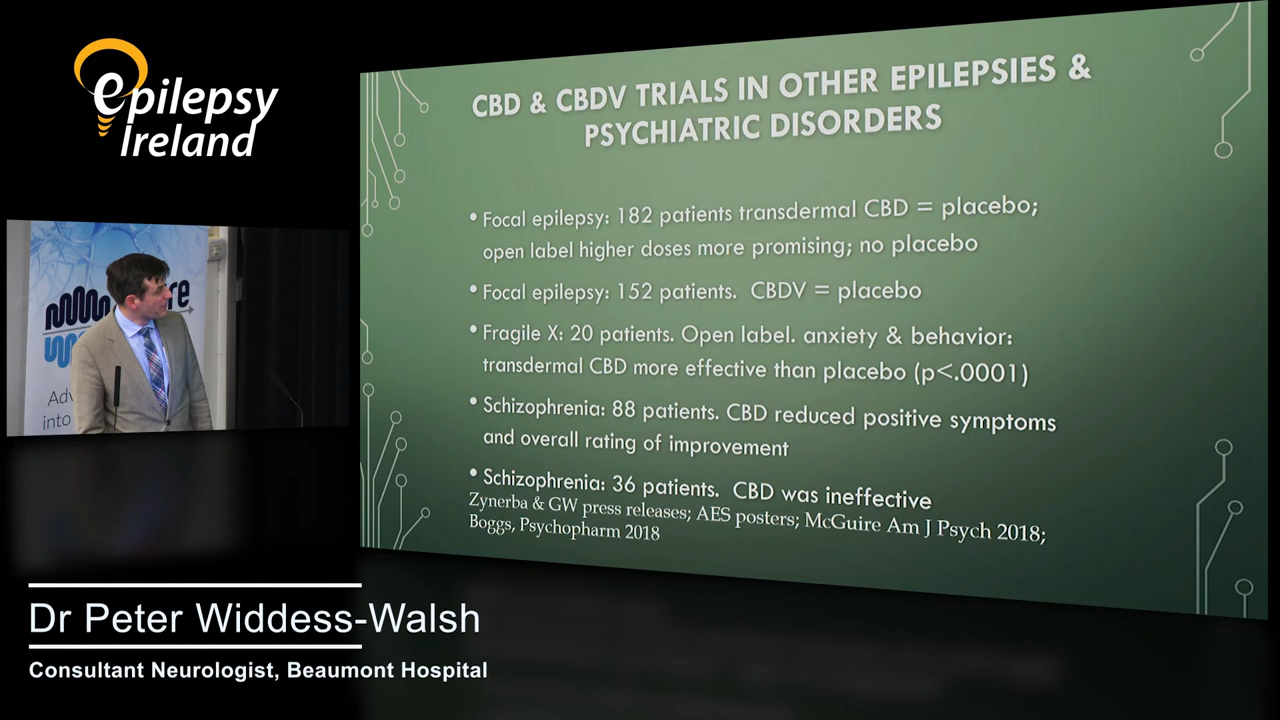 epilepsy
Ireland
re
Adv
into
CBD & CBDV TRIALS IN OTHER EPILEPSIES &
PSYCHIATRIC DISORDERS
• Focal epilepsy: 182 patients transdermal CBD = placebo;
open label higher doses more promising; no placebo
• Focal epilepsy: 152 patients. CBDV = placebo
• Fragile X: 20 patients. Open label. anxiety & behavior:
transdermal CBD more effective than placebo (p<.0001)
• Schizophrenia: 88 patients. CBD reduced positive symptoms
and overall rating of improvement
• Schizophrenia: 36 patients. CBD was ineffective
Zynerba & GW press releases; AES posters; McGuire Am J Psych 2018;
Boggs, Psychopharm 2018
Dr Peter Widdess-Walsh
Consultant Neurologist, Beaumont Hospital